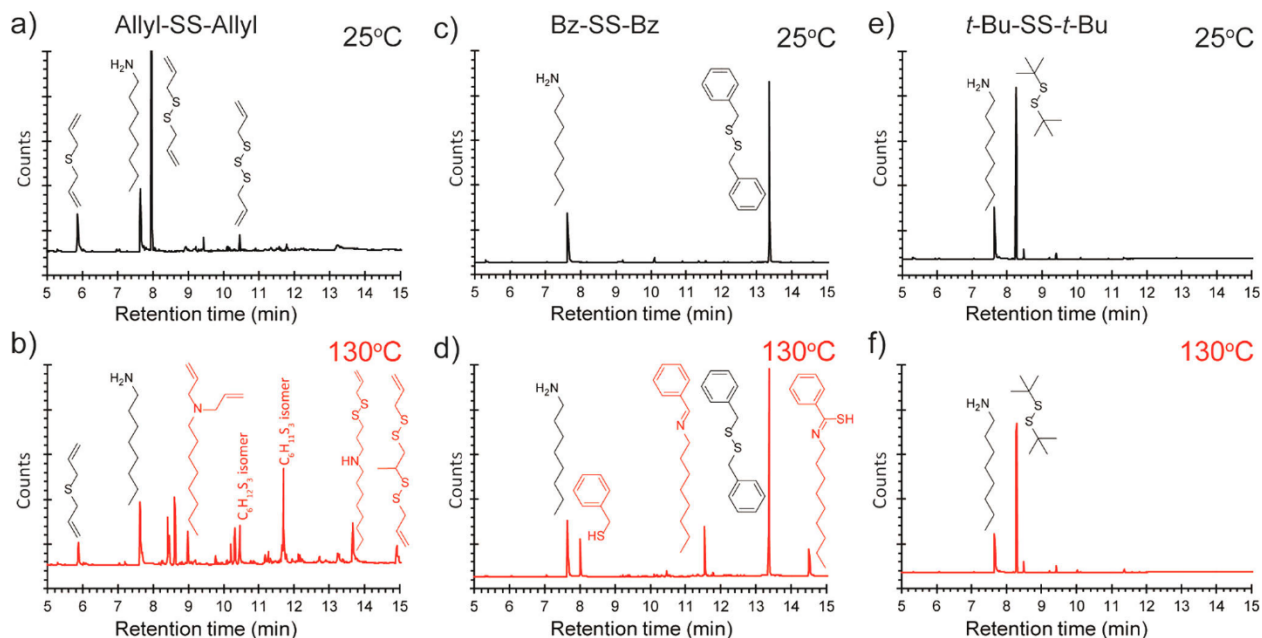 a) Allyl-SS-Allyl 25°C
H₂N
S
S
S
S
S
S
Counts
5 6 7 8 9 10 11 12 13 14 15
Retention time (min)
b) 130°C
H₂N
S
N
C₆H₁₂S₃ isomer
C₆H₁₁S₃ isomer
S
S
HN
S
S
S
S
Counts
5 6 7 8 9 10 11 12 13 14 15
Retention time (min)
c) Bz-SS-Bz 25°C
H₂N
S
S
Counts
5 6 7 8 9 10 11 12 13 14 15
Retention time (min)
d) 130°C
H₂N
SH
N
S
S
SH
N
Counts
5 6 7 8 9 10 11 12 13 14 15
Retention time (min)
e) t-Bu-SS-t-Bu 25°C
H₂N
S
S
Counts
5 6 7 8 9 10 11 12 13 14 15
Retention time (min)
f) 130°C
H₂N
S
S
Counts
5 6 7 8 9 10 11 12 13 14 15
Retention time (min)